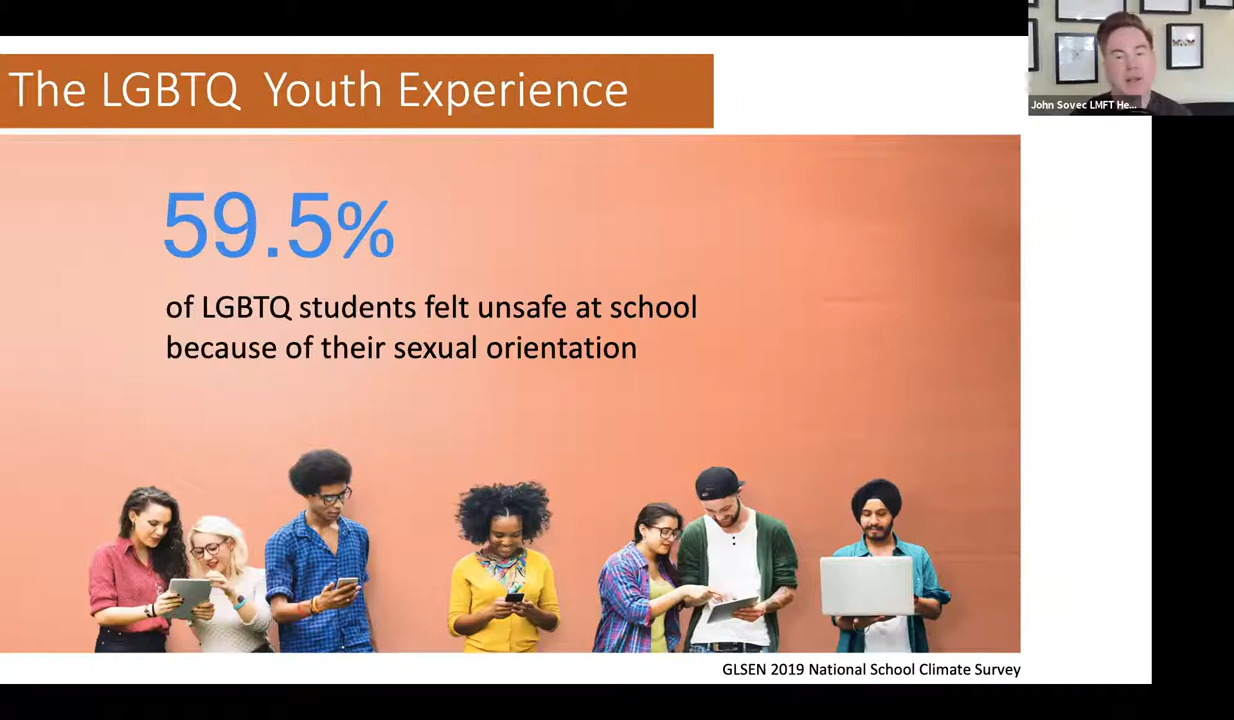 The LGBTQ Youth Experience
John Sovec LMFT He...
59.5%
of LGBTQ students felt unsafe at school
because of their sexual orientation
GLSEN 2019 National School Climate Survey